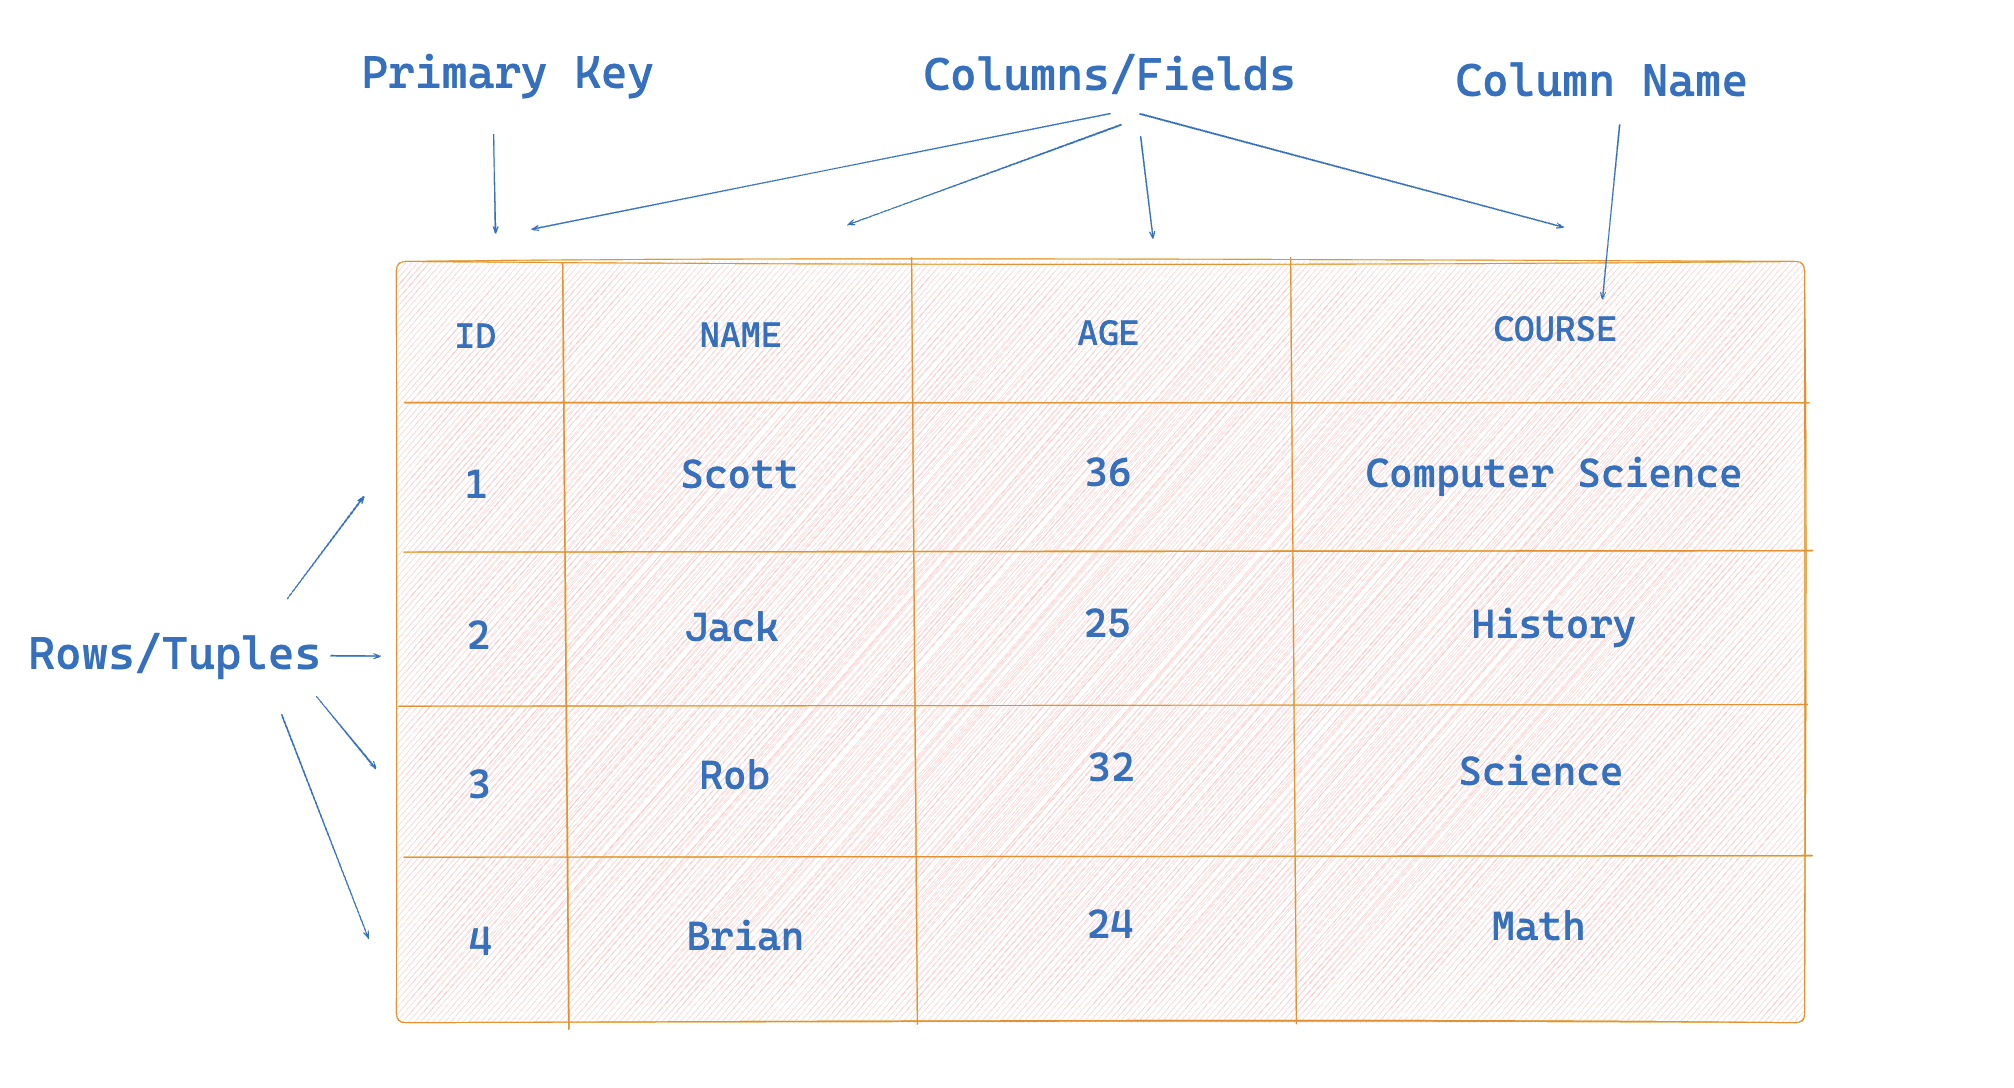 Primary Key Columns/Fields Column Name
ID NAME AGE COURSE
1 Scott 36 Computer Science
2 Jack 25 History
Rows/Tuples
3 Rob 32 Science
4 Brian 24 Math